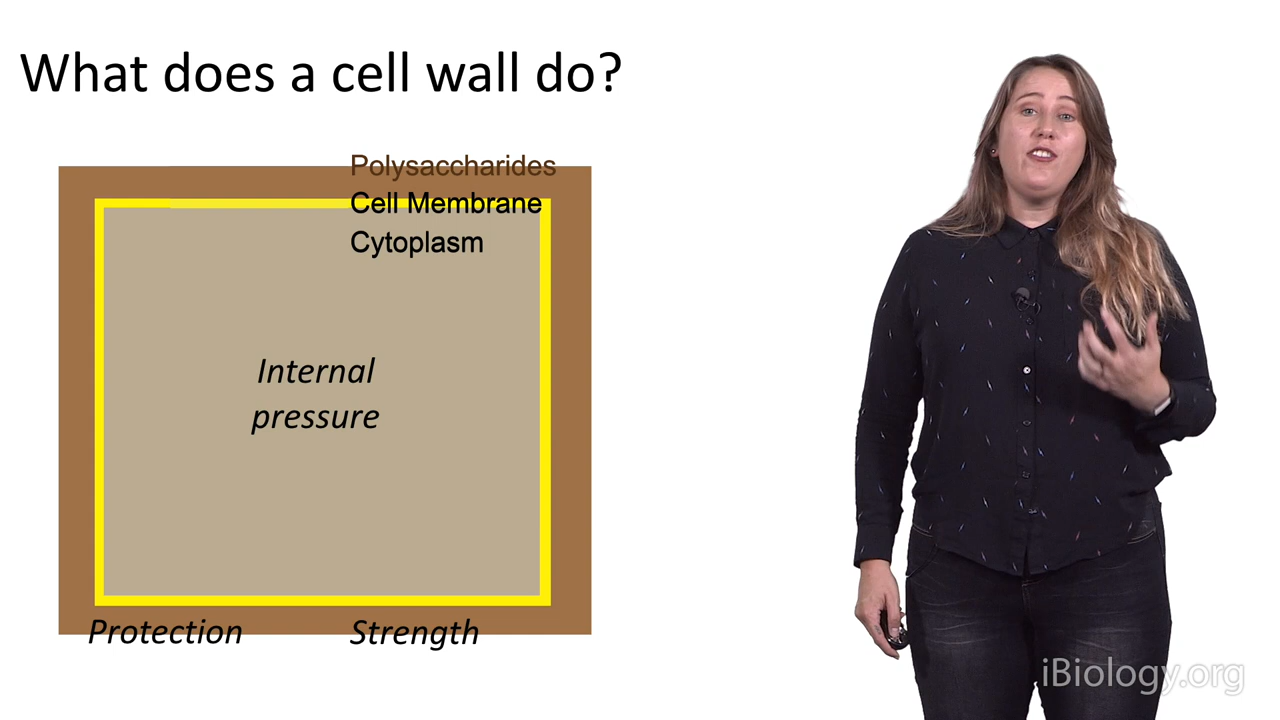 What does a cell wall do?
Polysaccharides
Cell Membrane
Cytoplasm
Internal
pressure
Protection Strength
iBiology.org